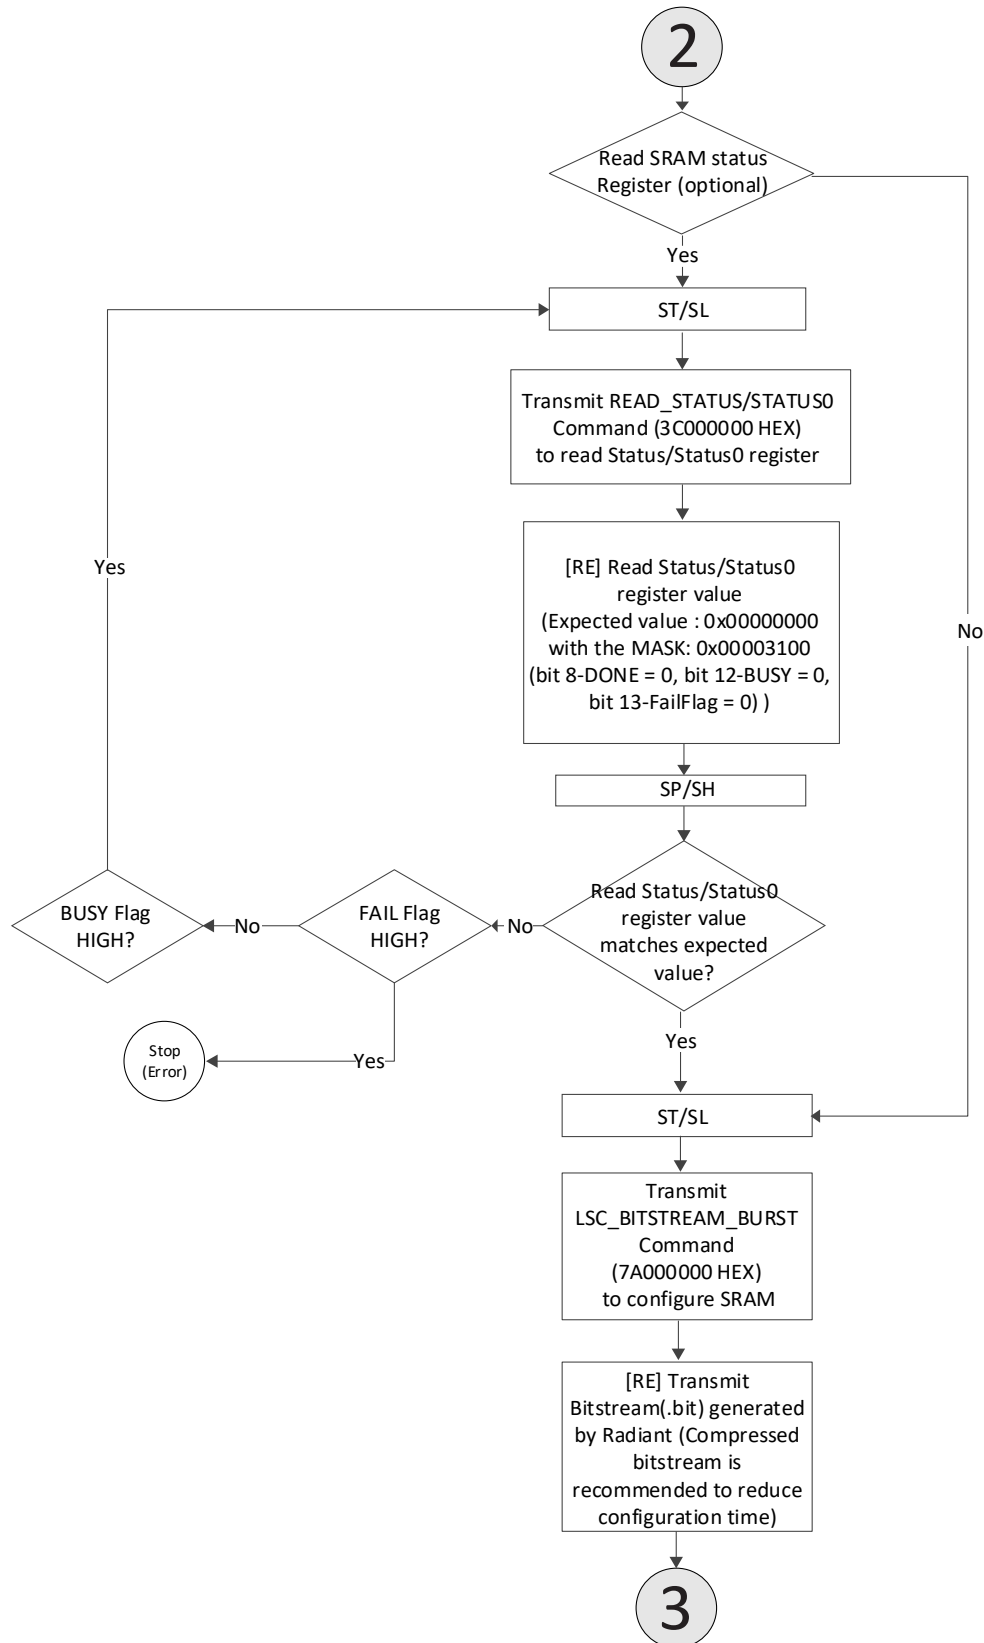 2
Read SRAM status
Register (optional)
Yes
ST/SL
Transmit READ_STATUS/STATUS0
Command (3C000000 HEX)
to read Status/Status0 register
Yes
[RE] Read Status/Status0
register value
(Expected value : 0x00000000
with the MASK: 0x00003100
(bit 8-DONE = 0, bit 12-BUSY = 0,
bit 13-FailFlag = 0) )
No
SP/SH
BUSY Flag
HIGH?
No
FAIL Flag
HIGH?
No
Read Status/Status0
register value
matches expected
value?
Stop
(Error)
Yes
Yes
ST/SL
Transmit
LSC_BITSTREAM_BURST
Command
(7A000000 HEX)
to configure SRAM
[RE] Transmit
Bitstream(.bit) generated
by Radiant (Compressed
bitstream is
recommended to reduce
configuration time)
3